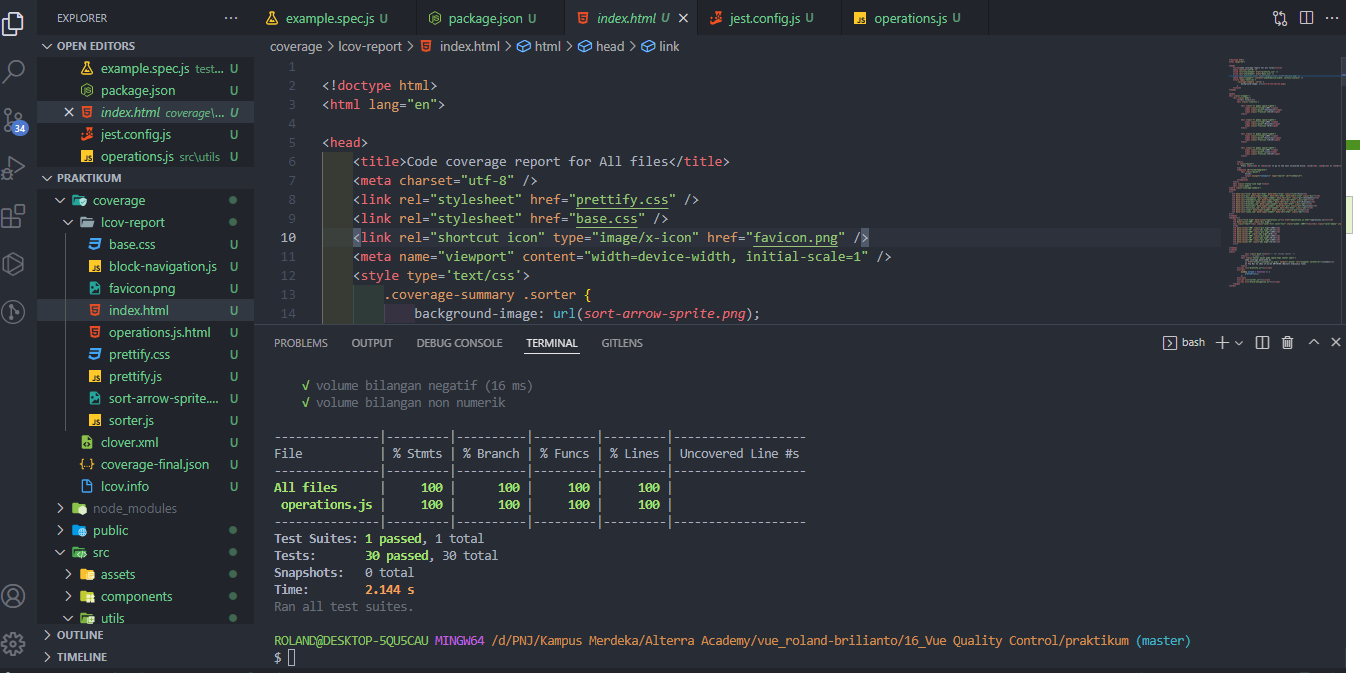 EXPLORER ···
example.spec.js U
package.json U
index.html U
jest.config.js U
operations.js U
OPEN EDITORS
example.spec.js test... U
package.json U
index.html coverage\... U
jest.config.js U
operations.js src\utils U
PRAKTIKUM
coverage
lcov-report
base.css U
block-navigation.js U
favicon.png U
index.html U
operations.js.html U
prettify.css U
prettify.js U
sort-arrow-sprite.... U
sorter.js U
clover.xml U
coverage-final.json U
lcov.info U
node_modules
public
src
assets
components
utils
OUTLINE
TIMELINE
34
coverage > lcov-report > index.html > html > head > link
1
2 <!doctype html>
3 <html lang="en">
4
5 <head>
6 <title>Code coverage report for All files</title>
7 <meta charset="utf-8" />
8 <link rel="stylesheet" href="prettify.css" />
9 <link rel="stylesheet" href="base.css" />
10 <link rel="shortcut icon" type="image/x-icon" href="favicon.png" />
11 <meta name="viewport" content="width=device-width, initial-scale=1" />
12 <style type='text/css'>
13 .coverage-summary .sorter {
14 background-image: url(sort-arrow-sprite.png);
PROBLEMS OUTPUT DEBUG CONSOLE TERMINAL GITLENS
bash
√ volume bilangan negatif (16 ms)
√ volume bilangan non numerik
---------------|---------|----------|---------|---------|-------------------
File | % Stmts | % Branch | % Funcs | % Lines | Uncovered Line #s
---------------|---------|----------|---------|---------|-------------------
All files | 100 | 100 | 100 | 100 |
operations.js | 100 | 100 | 100 | 100 |
---------------|---------|----------|---------|---------|-------------------
Test Suites: 1 passed, 1 total
Tests: 30 passed, 30 total
Snapshots: 0 total
Time: 2.144 s
Ran all test suites.
ROLAND@DESKTOP-5QU5CAU MINGW64 /d/PNJ/Kampus Merdeka/Alterra Academy/vue_roland-brilianto/16_Vue Quality Control/praktikum (master)
$